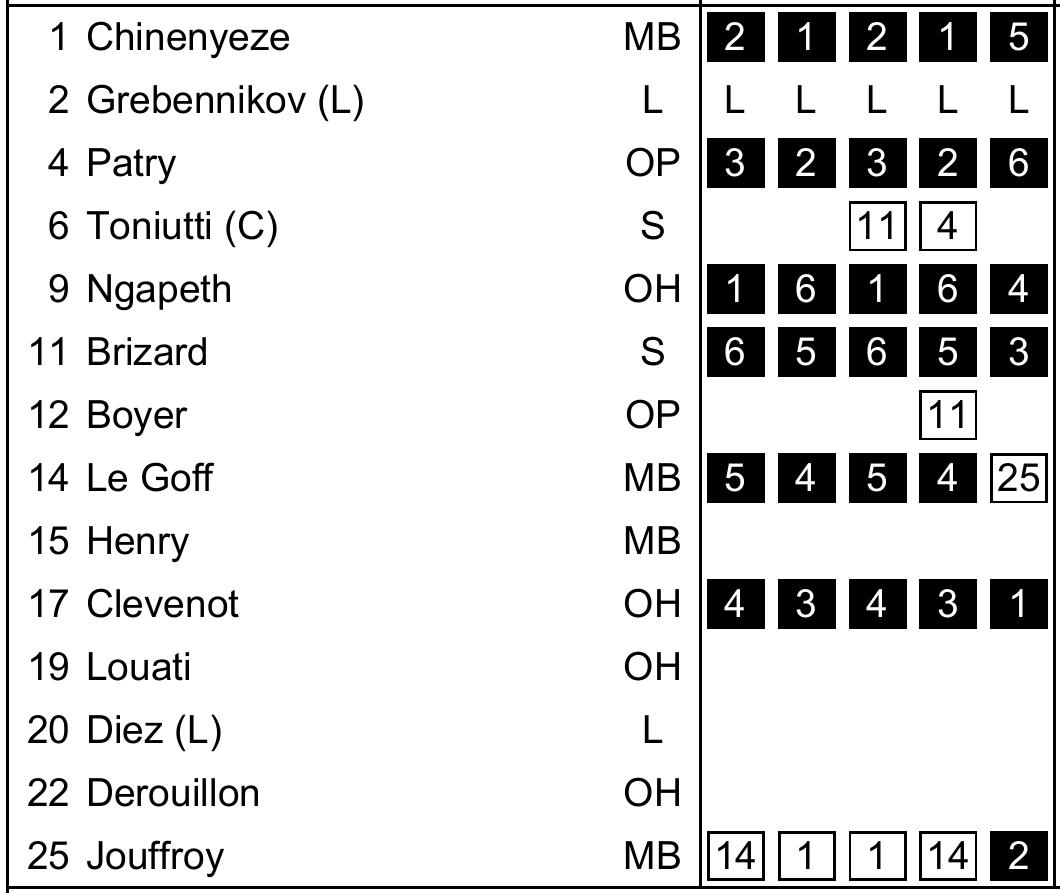 1 Chinenyeze MB 2 1 2 1 5
2 Grebennikov (L) L L L L L L
4 Patry OP 3 2 3 2 6
6 Toniutti (C) S 11 4
9 Ngapeth OH 1 6 1 6 4
11 Brizard S 6 5 6 5 3
12 Boyer OP 11
14 Le Goff MB 5 4 5 4 25
15 Henry MB
17 Clevenot OH 4 3 4 3 1
19 Louati OH
20 Diez (L) L
22 Derouillon OH
25 Jouffroy MB 14 1 1 14 2